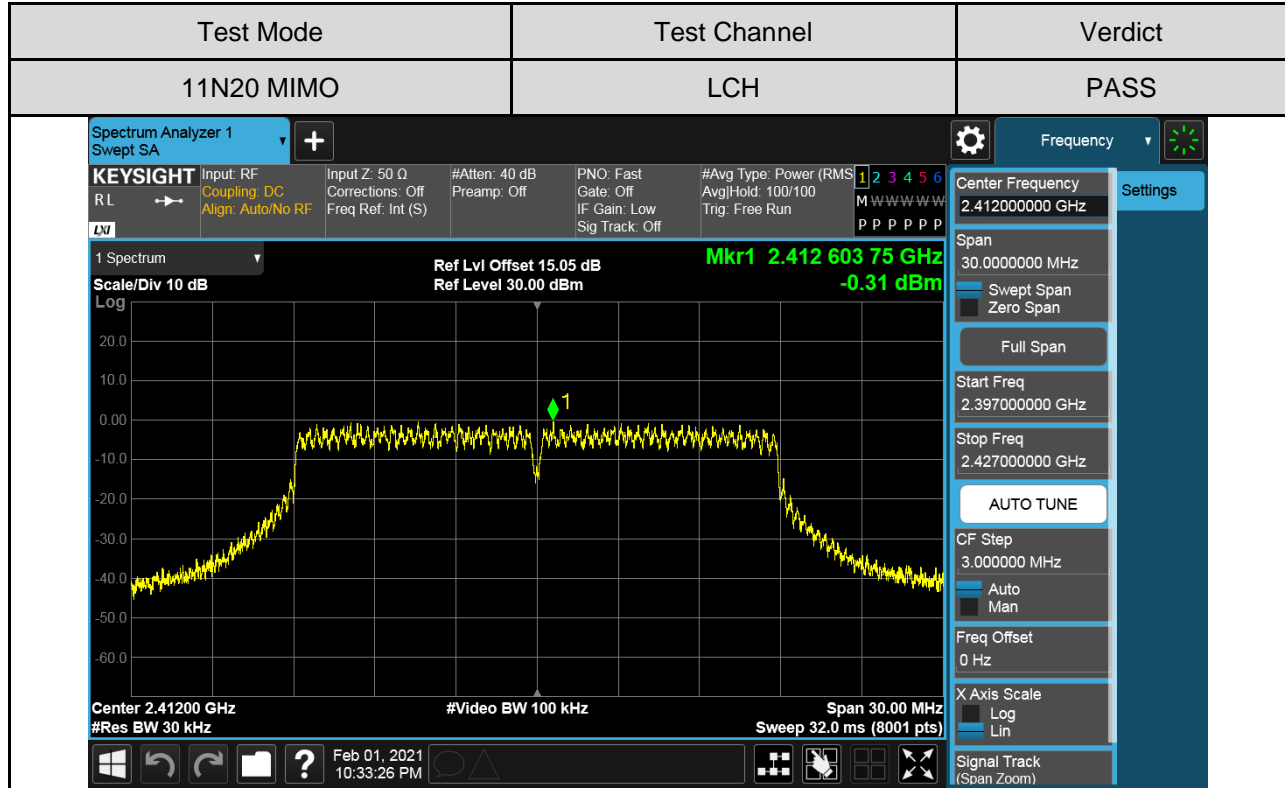 Test Mode Test Channel Verdict
11N20 MIMO LCH PASS
Spectrum Analyzer 1
Swept SA
+
Frequency
KEYSIGHT Input: RF Input Z: 50 Ω #Atten: 40 dB PNO: Fast #Avg Type: Power (RMS 1 2 3 4 5 6
R L Coupling: DC Corrections: Off Preamp: Off Gate: Off Avg|Hold: 100/100 M W W W W W
Align: Auto/No RF Freq Ref: Int (S) IF Gain: Low Trig: Free Run
LXI Sig Track: Off P P P P P P
1 Spectrum Ref Lvl Offset 15.05 dB Mkr1 2.412 603 75 GHz
Scale/Div 10 dB Ref Level 30.00 dBm -0.31 dBm
Log
20.0
10.0
0.00
-10.0
-20.0
-30.0
-40.0
-50.0
-60.0
1
Center 2.41200 GHz #Video BW 100 kHz Span 30.00 MHz
#Res BW 30 kHz Sweep 32.0 ms (8001 pts)
Feb 01, 2021
10:33:26 PM
?
Center Frequency
2.412000000 GHz
Settings
Span
30.0000000 MHz
Swept Span
Zero Span
Full Span
Start Freq
2.397000000 GHz
Stop Freq
2.427000000 GHz
AUTO TUNE
CF Step
3.000000 MHz
Auto
Man
Freq Offset
0 Hz
X Axis Scale
Log
Lin
Signal Track
(Span Zoom)